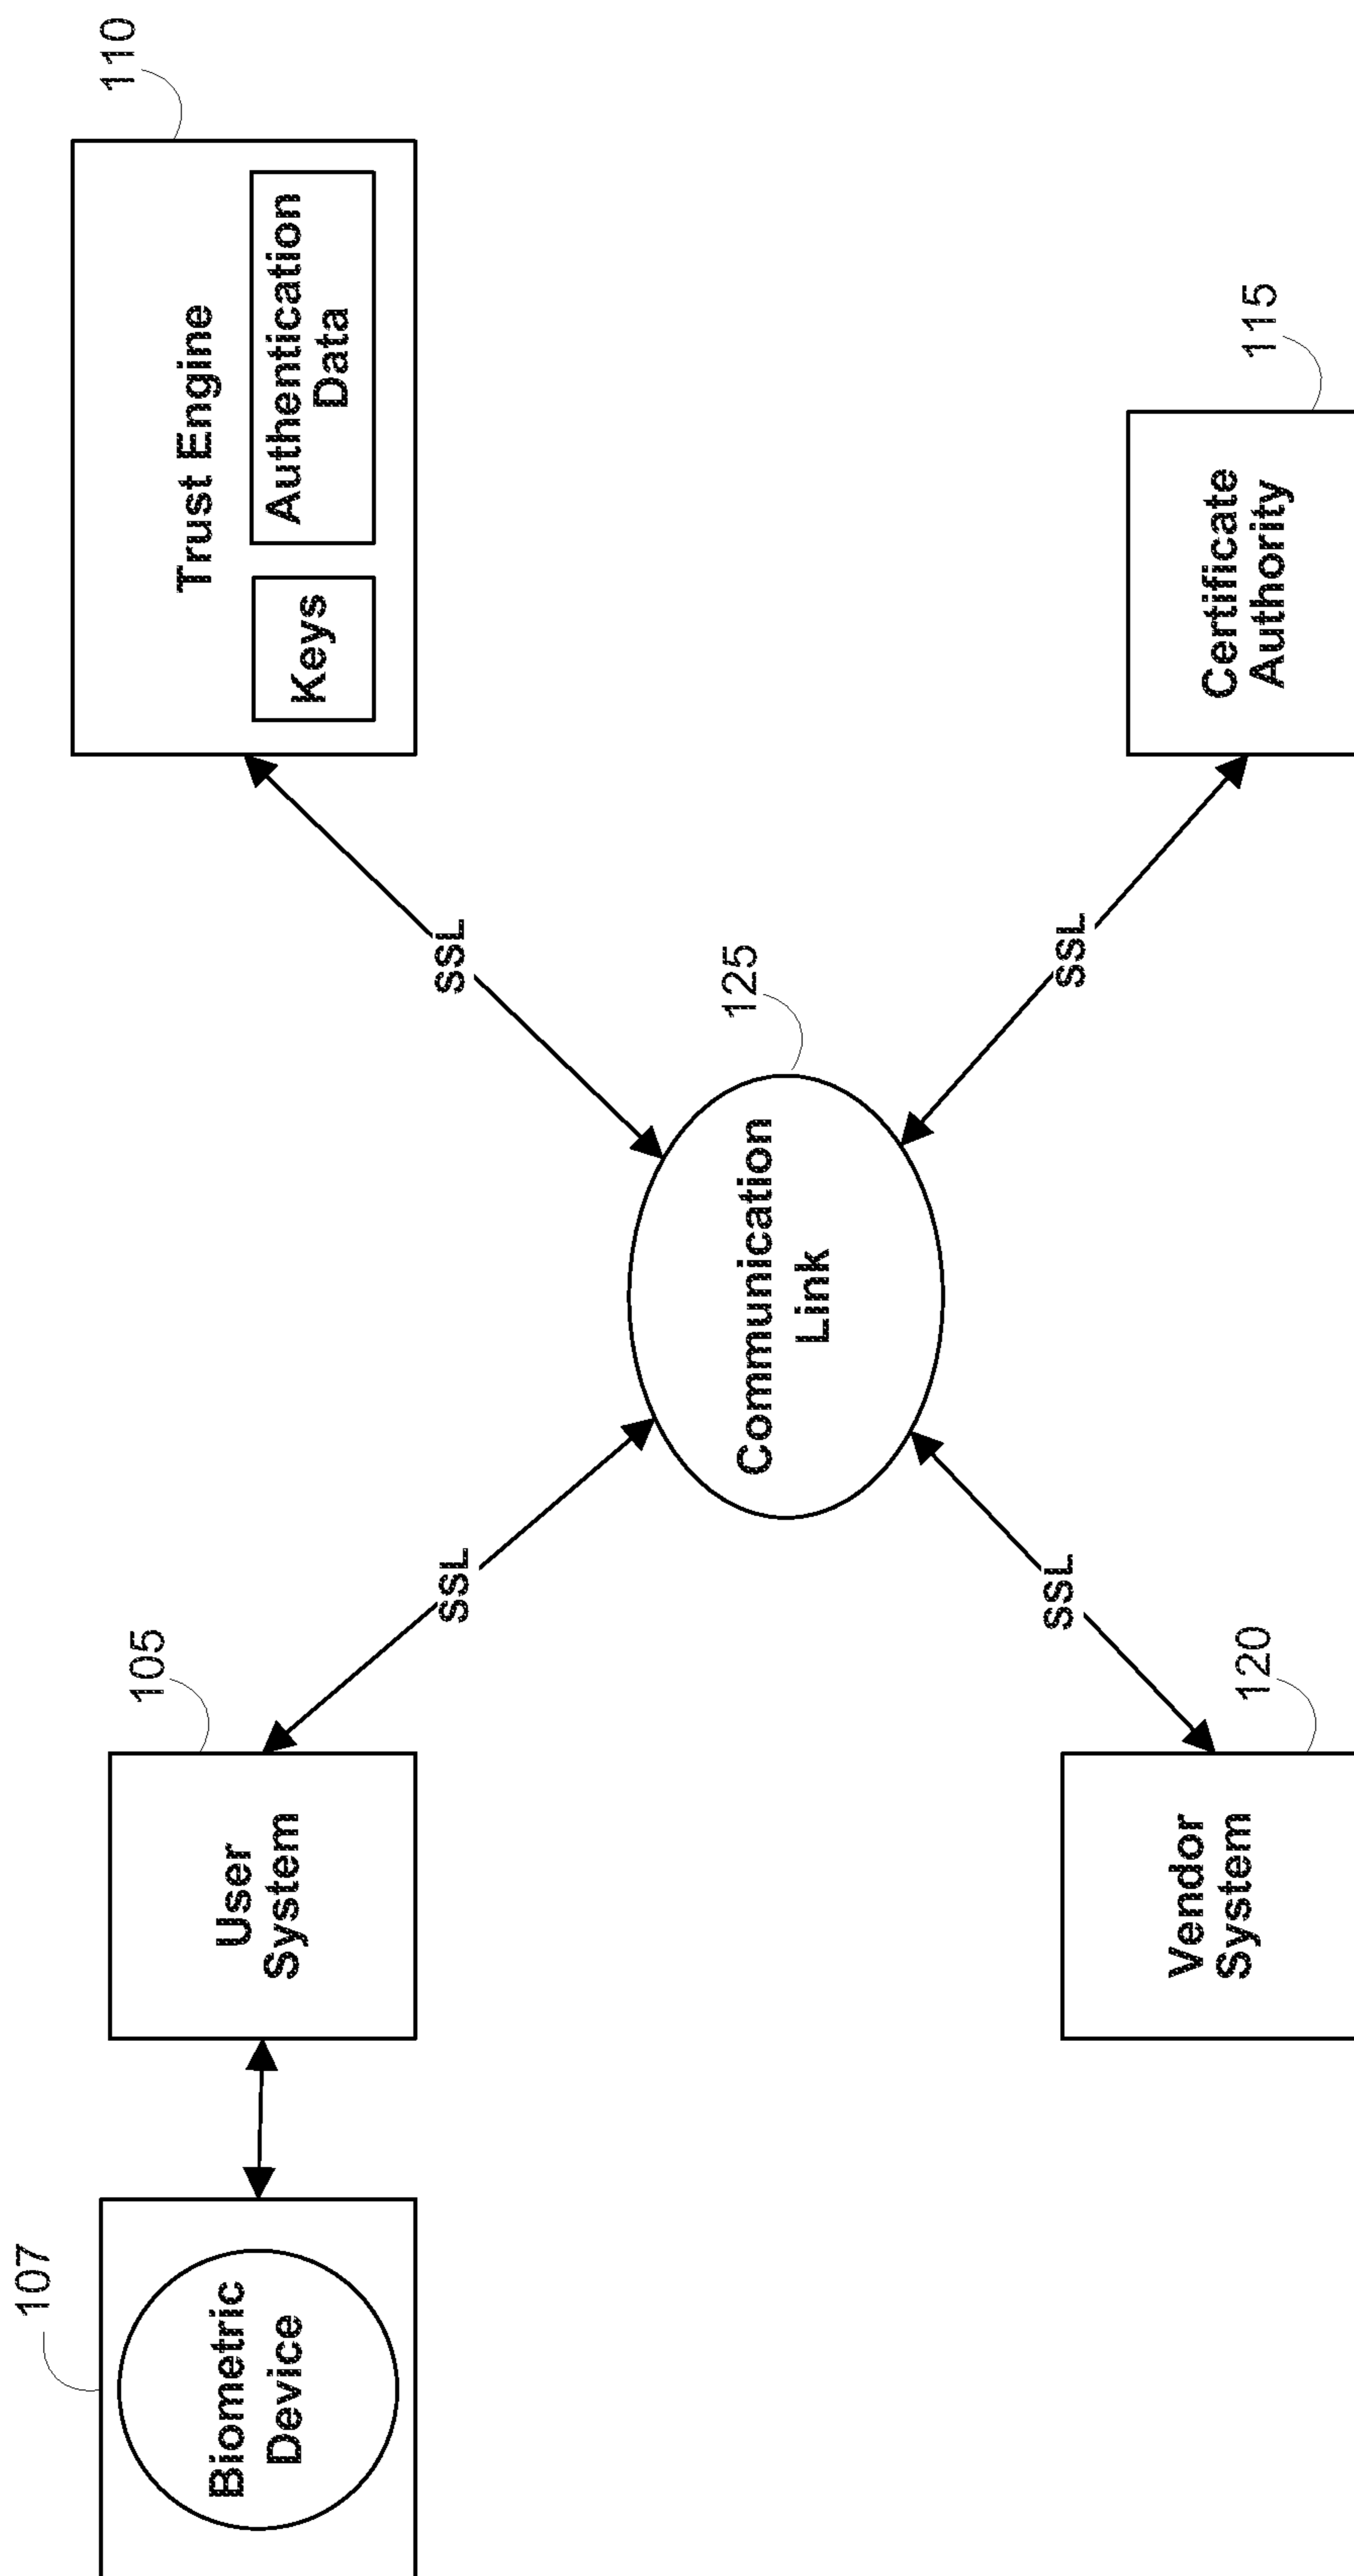 107
Biometric
Device
105
User
System
SSL
110
Trust Engine
Keys
Authentication
Data
SSL
125
Communication
Link
120
Vendor
System
SSL
115
Certificate
Authority
SSL